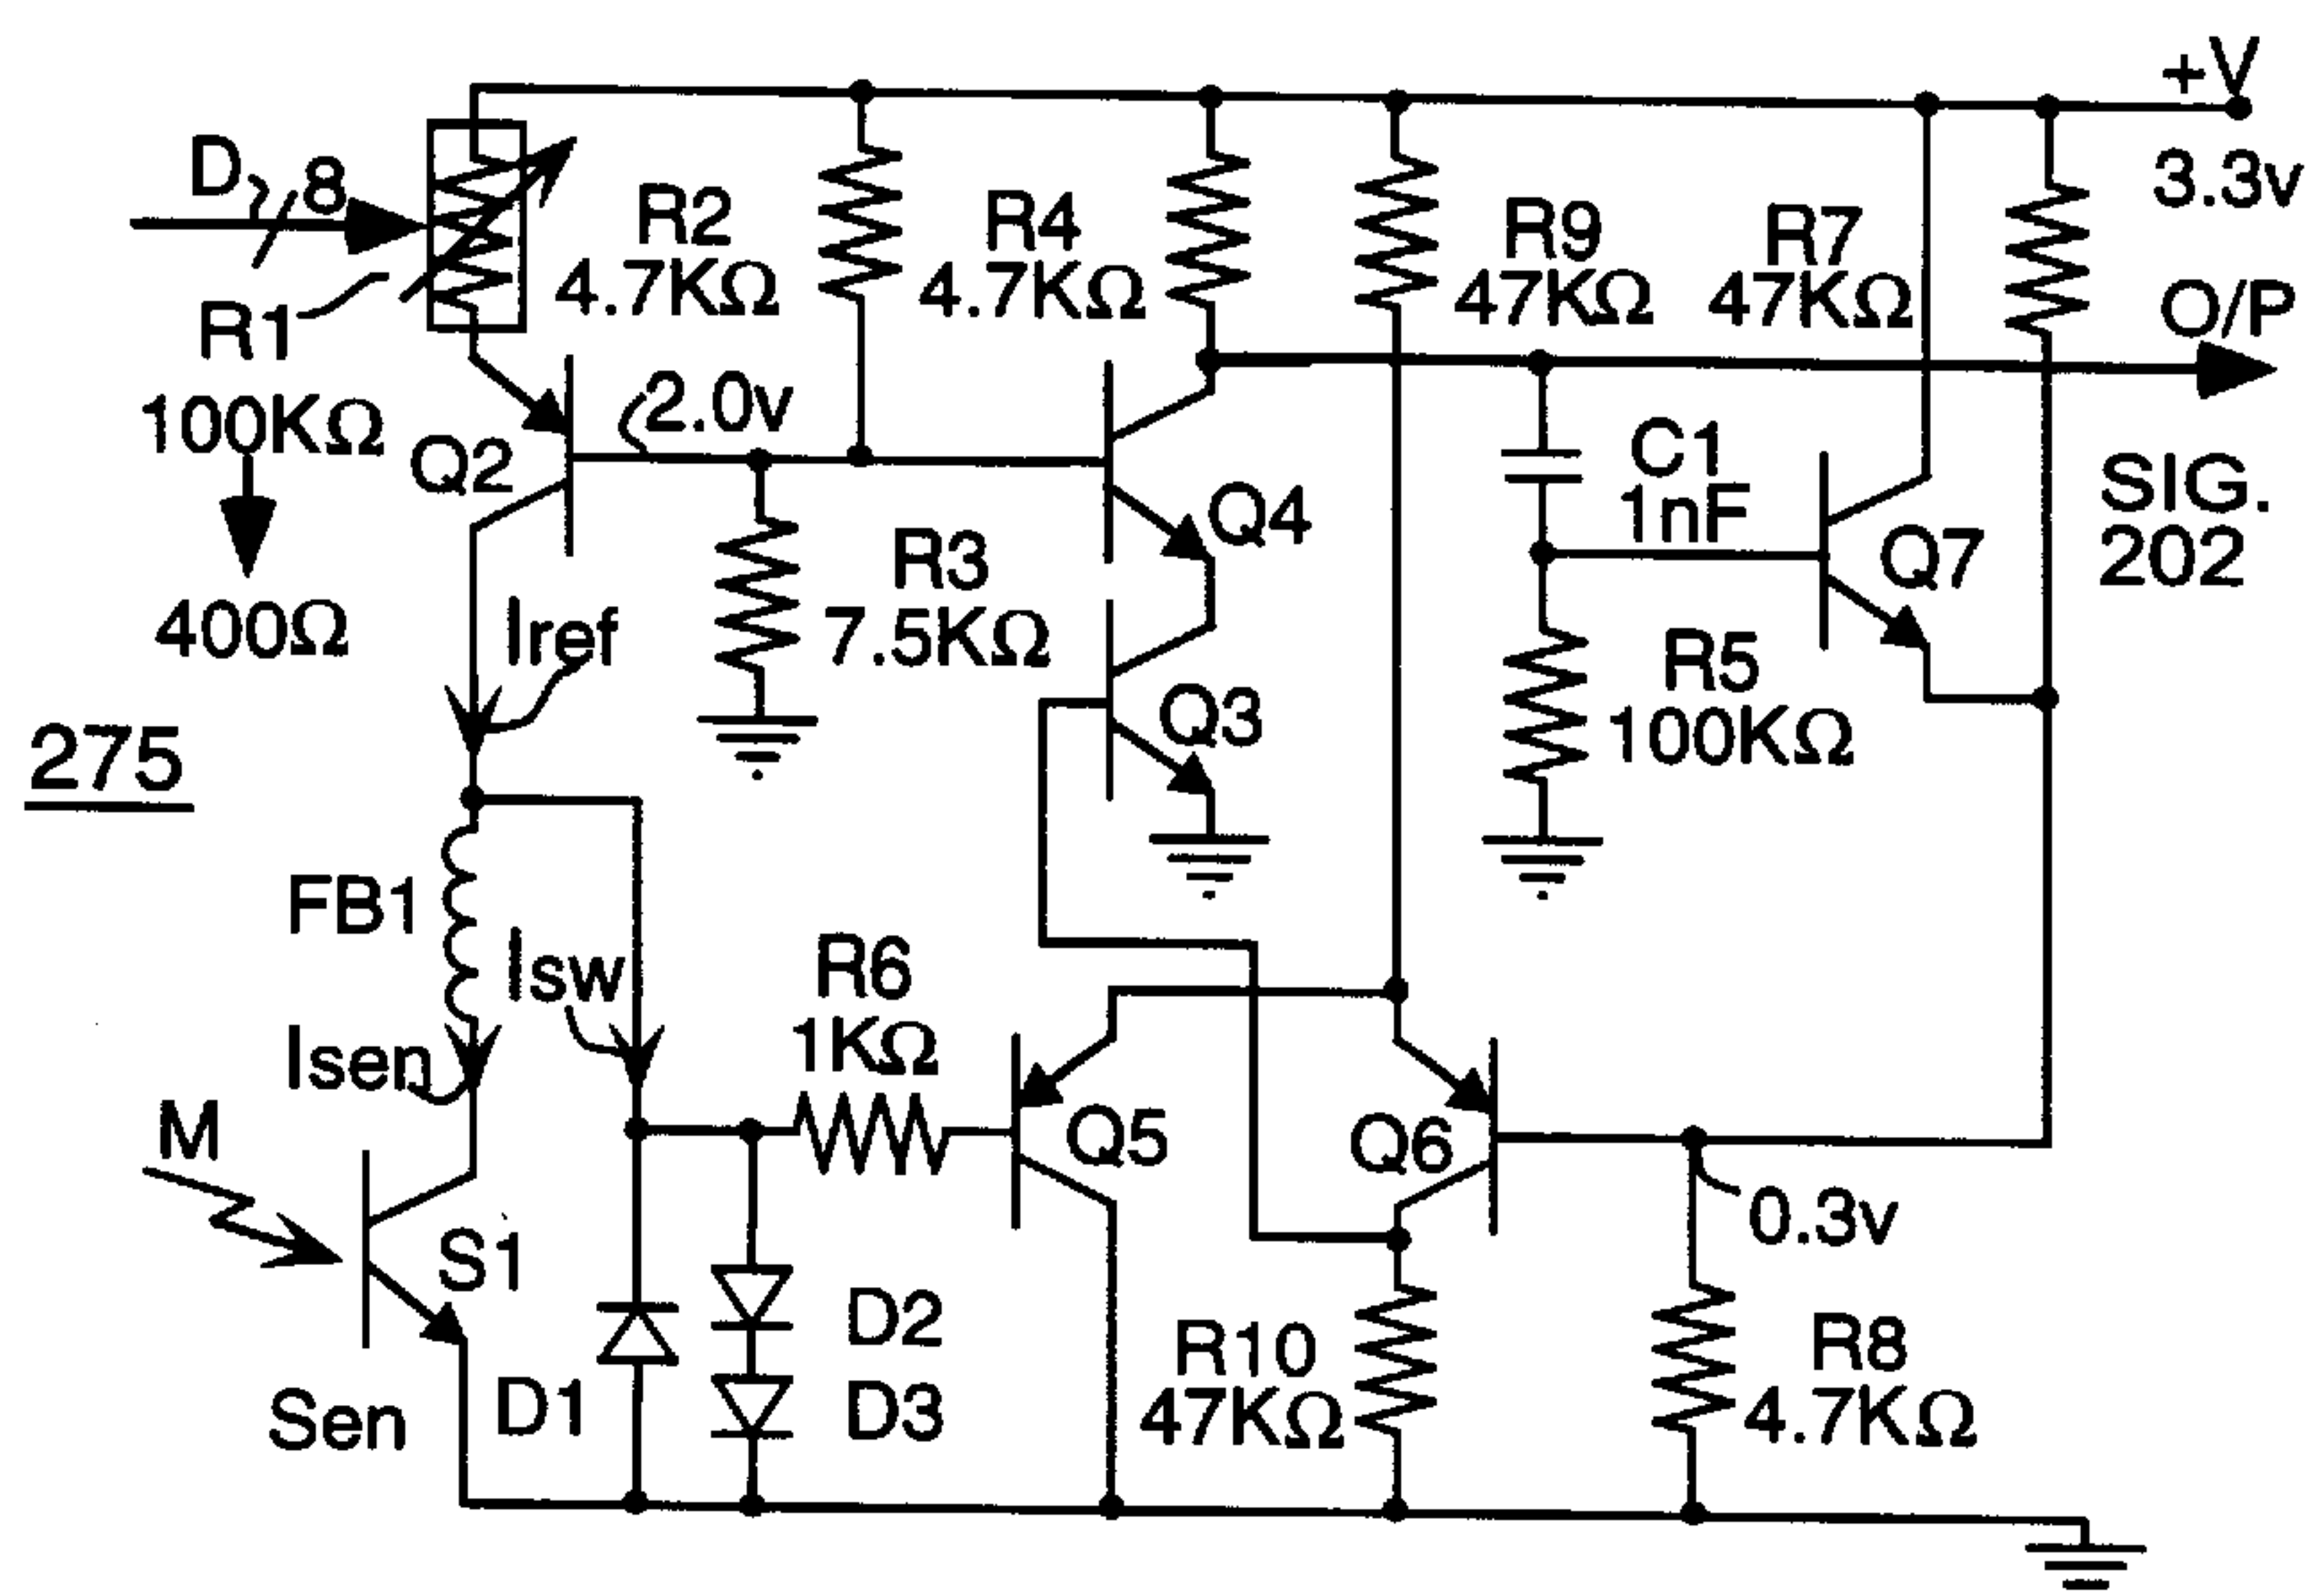 +V
3.3v
D, 8
R1
100KΩ
400Ω
R2
4.7KΩ
R4
4.7KΩ
R9
47KΩ
R7
47KΩ
O/P
SIG.
202
Q2
2.0v
Q4
C1
1nF
Q7
R3
7.5KΩ
Iref
Q3
R5
100KΩ
275
FB1
Isw
Isen
R6
1KΩ
M
Q5
Q6
0.3v
S1
Sen
D1
D2
D3
R10
47KΩ
R8
4.7KΩ